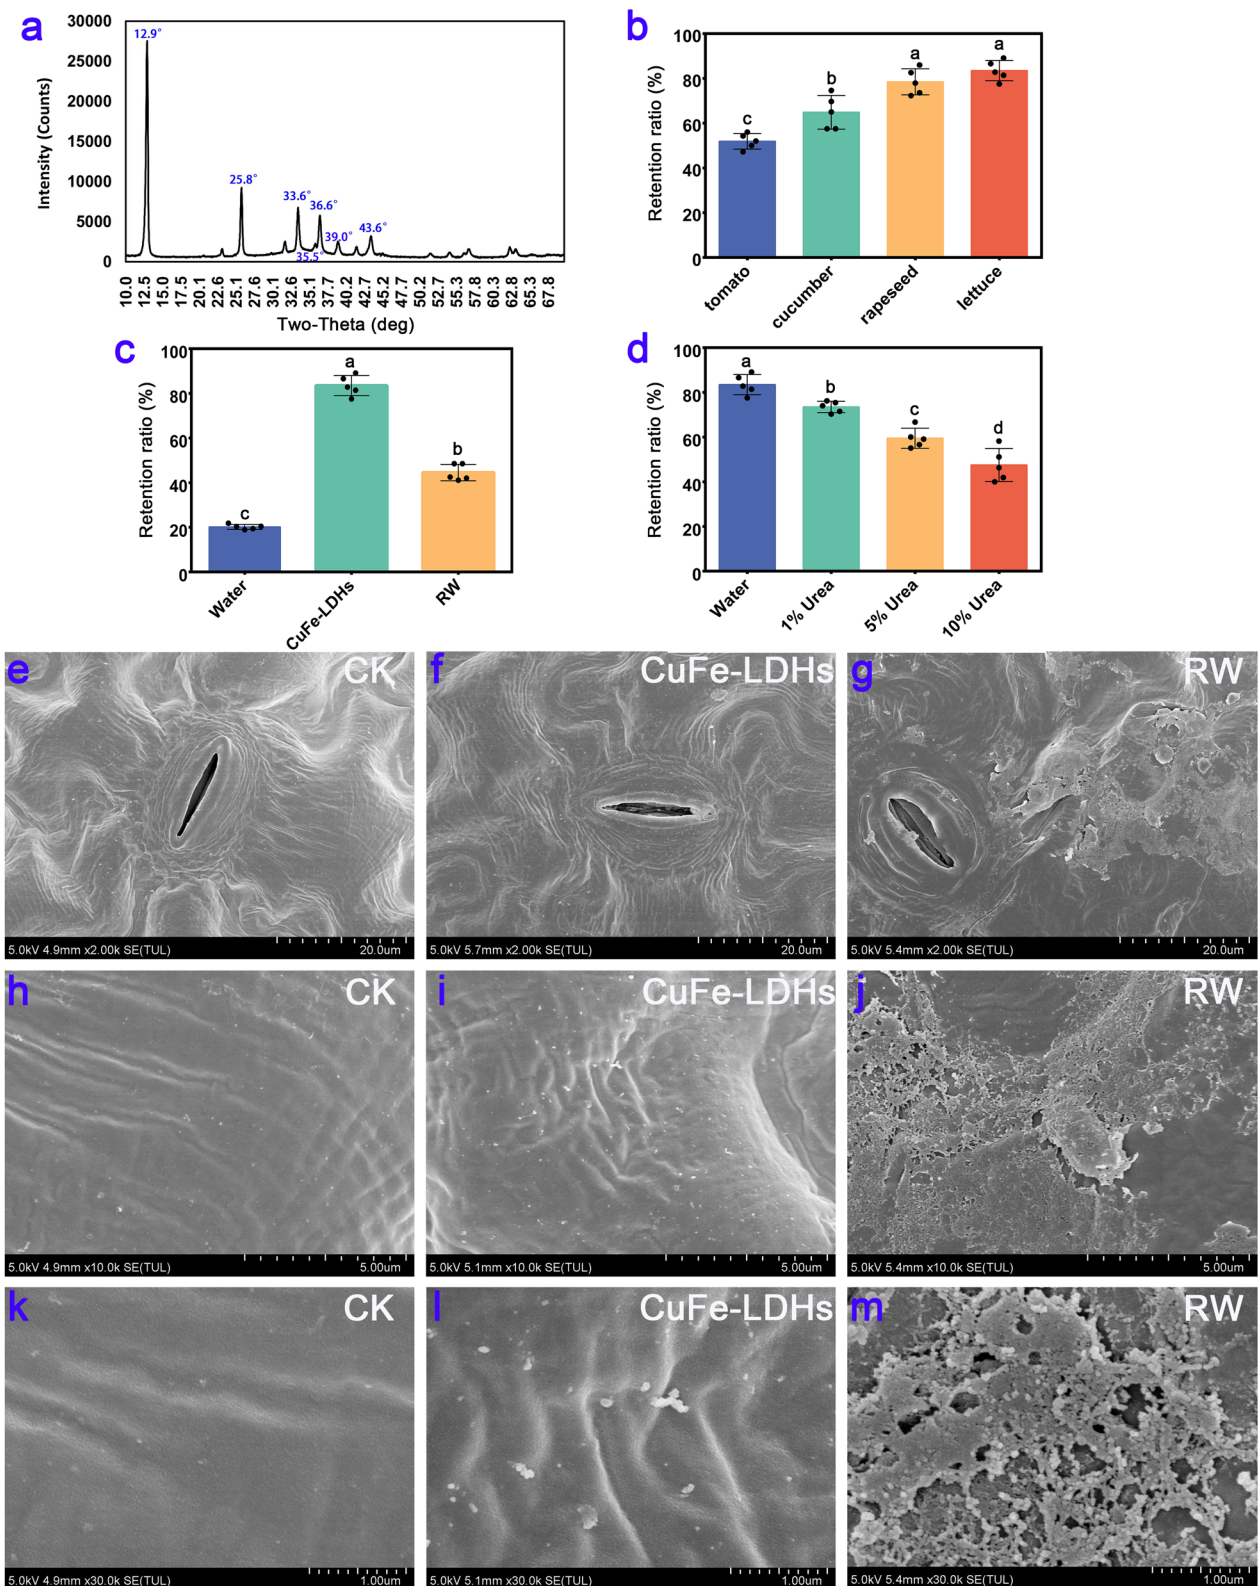 a
30000
25000
20000
15000
10000
5000
0
Intensity (Counts)
12.9°
25.8°
33.6°
36.6°
35.5°
39.0°
43.6°
10.0 12.5 15.0 17.5 20.1 22.6 25.1 27.6 30.1 32.6 35.1 37.7 40.2 42.7 45.2 47.7 50.2 52.7 55.3 57.8 60.3 62.8 65.3 67.8
Two-Theta (deg)
b
100
80
60
40
20
0
Retention ratio (%)
c b a a
tomato cucumber rapeseed lettuce
c
100
80
60
40
20
0
Retention ratio (%)
c a b
Water CuFe-LDHs RW
d
100
80
60
40
20
0
Retention ratio (%)
a b c d
Water 1% Urea 5% Urea 10% Urea
e CK
5.0kV 4.9mm x2.00k SE(TUL) 20.0um
f CuFe-LDHs
5.0kV 5.7mm x2.00k SE(TUL) 20.0um
g RW
5.0kV 5.4mm x2.00k SE(TUL) 20.0um
h CK
5.0kV 4.9mm x10.0k SE(TUL) 5.00um
i CuFe-LDHs
5.0kV 5.1mm x10.0k SE(TUL) 5.00um
j RW
5.0kV 5.4mm x10.0k SE(TUL) 5.00um
k CK
5.0kV 4.9mm x30.0k SE(TUL) 1.00um
l CuFe-LDHs
5.0kV 5.1mm x30.0k SE(TUL) 1.00um
m RW
5.0kV 5.4mm x30.0k SE(TUL) 1.00um